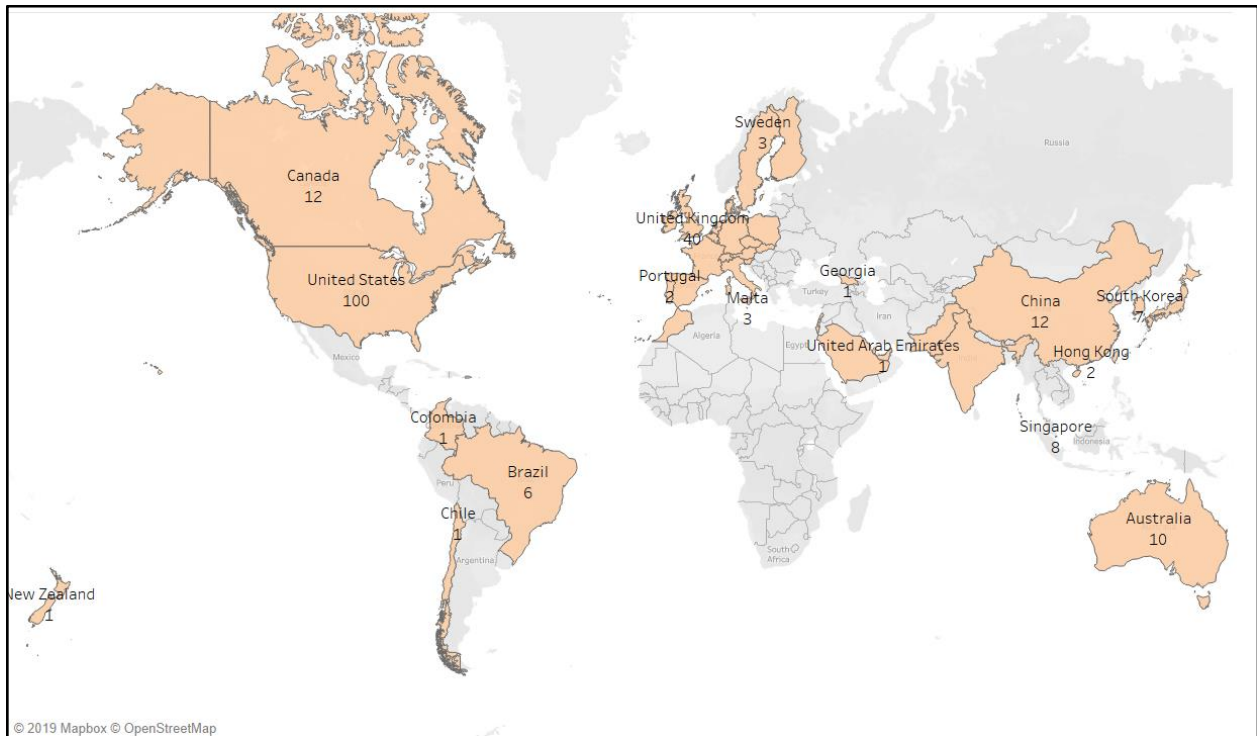 Canada
12
United States
100
Mexico
Colombia
1
Brazil
6
Peru
Chile
1
Argentina
New Zealand
1
Sweden
3
Russia
United Kingdom
40
Portugal
2
Malta
3
Georgia
1
Turkey
Iran
Algeria
Egypt
United Arab Emirates
1
China
12
South Korea
7
Hong Kong
2
India
Singapore
8
Indonesia
South
Africa
Australia
10
© 2019 Mapbox © OpenStreetMap